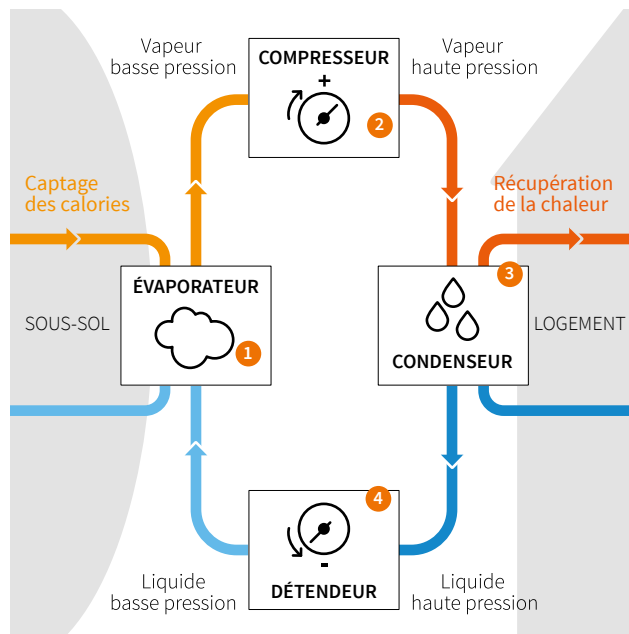 Vapeur
basse pression
COMPRESSEUR
+
2
Vapeur
haute pression
Captage
des calories
Récupération
de la chaleur
ÉVAPORATEUR
1
SOUS-SOL
3
CONDENSEUR
LOGEMENT
4
-
DÉTENDEUR
Liquide
basse pression
Liquide
haute pression